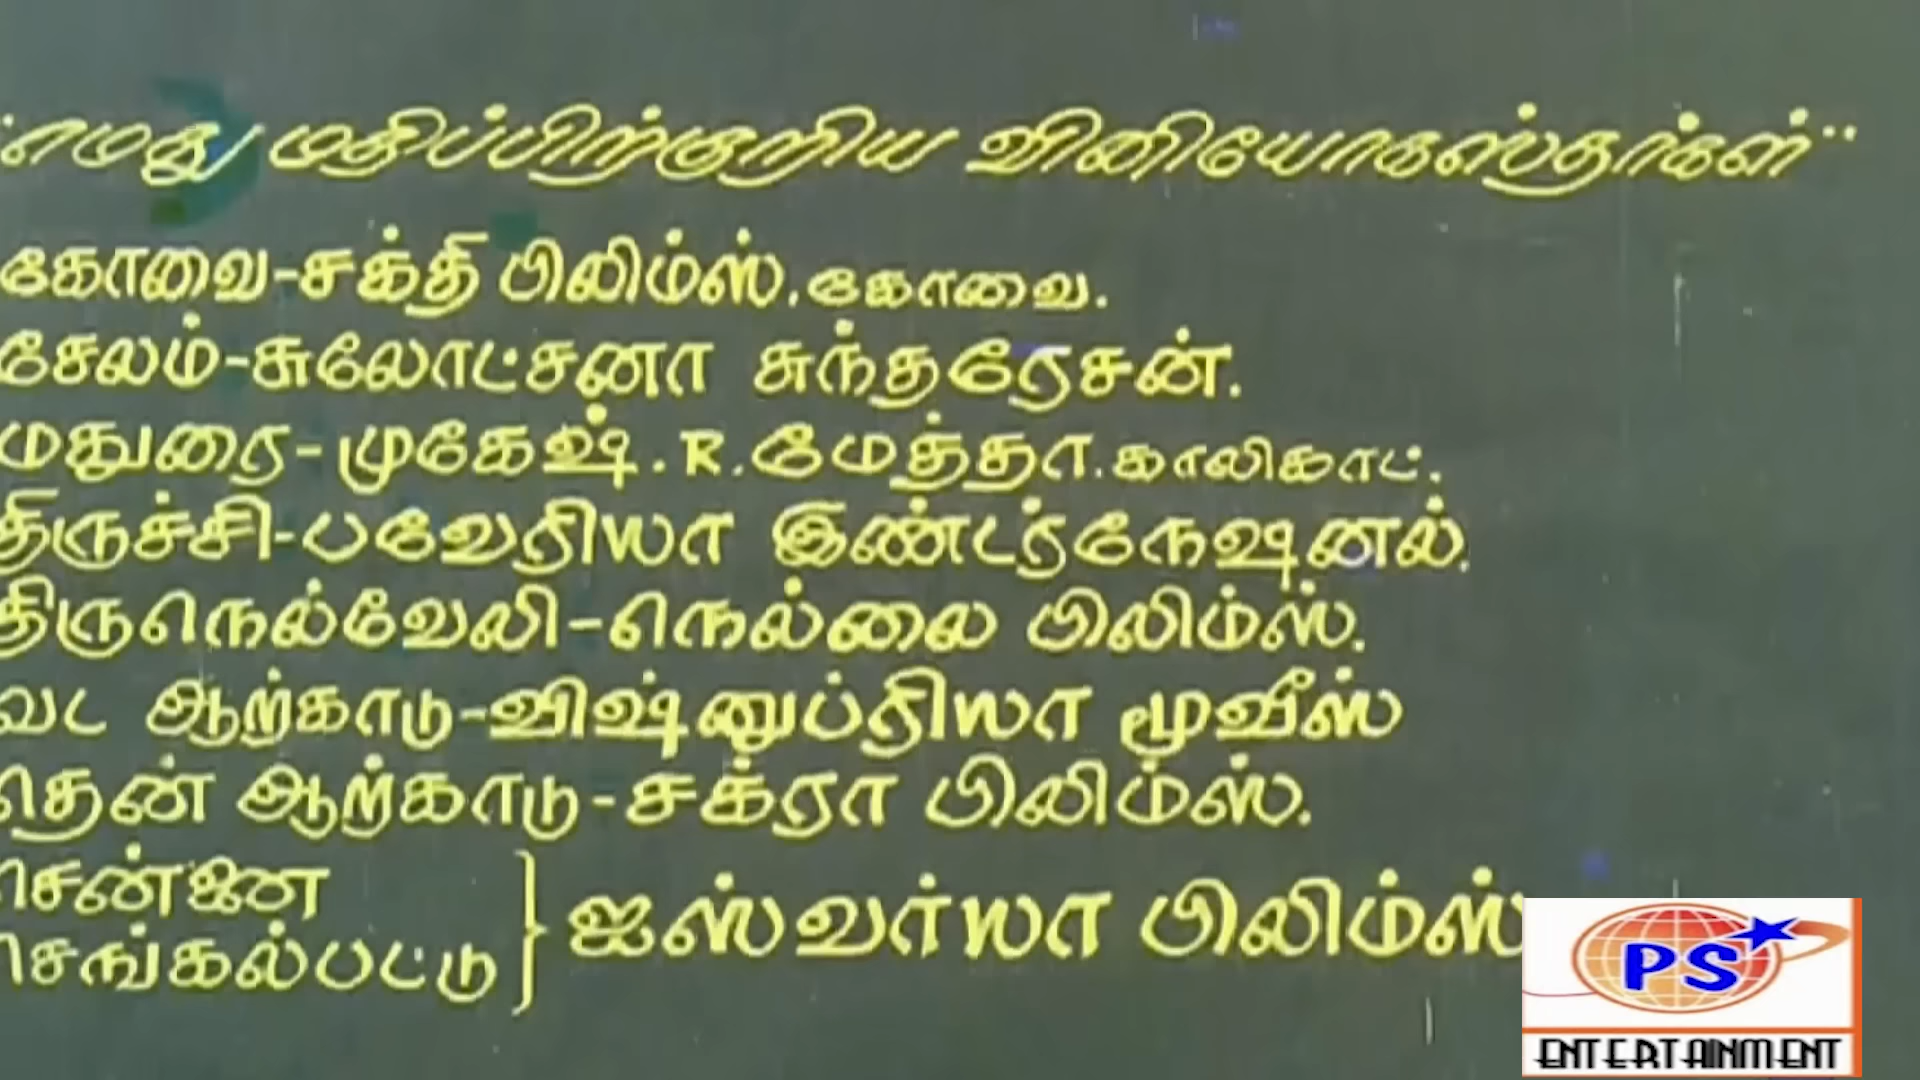 "எமது மதிப்பிற்குரிய வினியோகஸ்தர்கள்"
கோவை-சக்தி பிலிம்ஸ்.கோவை.
சேலம்-சுலோட்சனா சுந்தரேசன்.
மதுரை-முகேஷ்.R.மேத்தா.காலிகாட்.
திருச்சி-பவேரியா இண்டர்நேஷனல்.
திருநெல்வேலி-நெல்லை பிலிம்ஸ்.
வட ஆற்காடு-விஷ்னுப்ரியா மூவீஸ்
தென் ஆற்காடு-சக்ரா பிலிம்ஸ்.
சென்னை
செங்கல்பட்டு } ஐஸ்வர்யா பிலிம்ஸ்
PS
ENTERTAINMENT